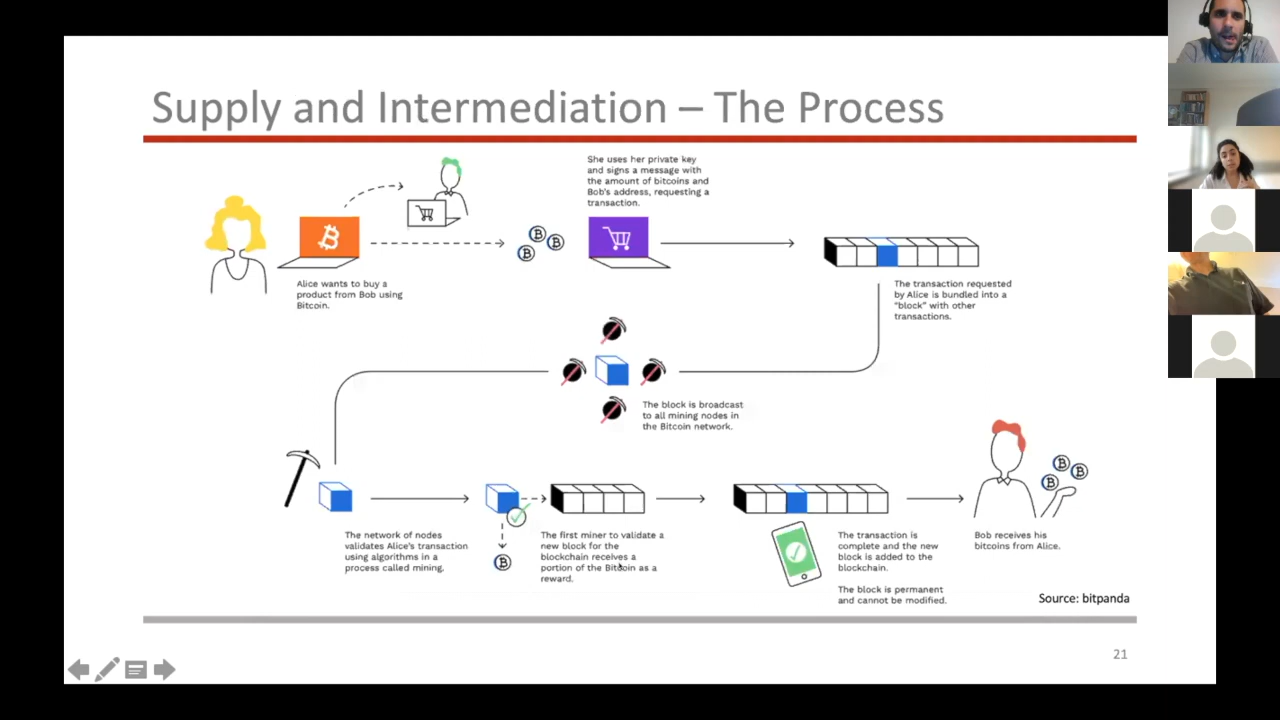 Supply and Intermediation – The Process
She uses her private key
and signs a message with
the amount of bitcoins and
Bob's address, requesting a
transaction.
Alice wants to buy a
product from Bob using
Bitcoin.
The transaction requested
by Alice is bundled into a
"block" with other
transactions.
The block is broadcast
to all mining nodes in
the Bitcoin network.
The network of nodes
validates Alice's transaction
using algorithms in a
process called mining.
The first miner to validate a
new block for the
blockchain receives a
portion of the Bitcoin as a
reward.
The transaction is
complete and the new
block is added to the
blockchain.
The block is permanent
and cannot be modified.
Bob receives his
bitcoins from Alice.
Source: bitpanda
21